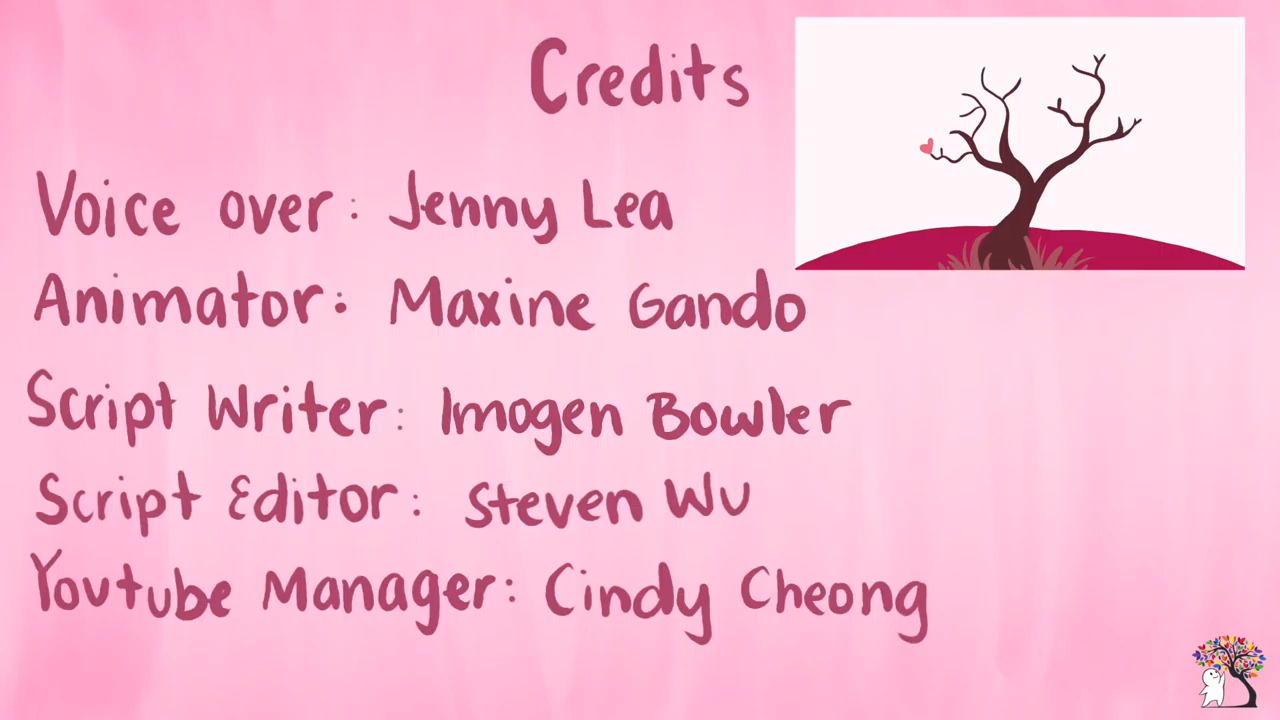 Credits
Voice over: Jenny Lea
Animator: Maxine Gando
Script Writer: Imogen Bowler
Script Editor: Steven Wu
Youtube Manager: Cindy Cheong